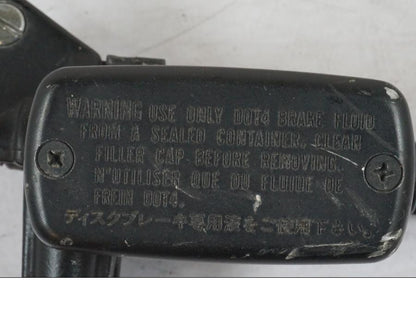 WARNING USE ONLY DOT4 BRAKE FLUID
FROM A SEALED CONTAINER. CLEAN
FILLER CAP BEFORE REMOVING.
N'UTILISER QUE DU FLUIDE DE
FREIN DOT4.
ディスクブレーキ専用液をご使用下さい。